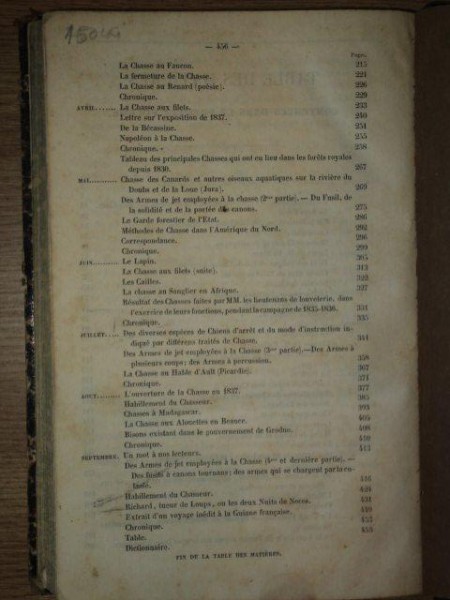 — 456 —
Pages.
La Chasse au Faucon. 215
La fermeture de la Chasse. 221
La Chasse au Renard (poésie). 226
Chronique. 229
AVRIL....... La Chasse aux filets. 233
Lettre sur l'exposition de 1837. 240
De la Bécassine. 251
Napoléon à la Chasse. 255
Chronique. 258
Tableau des principales Chasses qui ont eu lieu dans les forêts royales
depuis 1830. 267
MAI.......... Chasse des Canards et autres oiseaux aquatiques sur la rivière du
Doubs et de la Loue (Jura). 269
Des Armes de jet employées à la chasse (2me partie). — Du Fusil, de
la solidité et de la portée des canons. 275
Le Garde forestier de l'Etat. 286
Méthodes de Chasse dans l'Amérique du Nord. 292
Correspondance. 296
Chronique. 299
JUIN......... Le Lapin. 305
La Chasse aux filets (suite). 313
Les Cailles. 322
La chasse au Sanglier en Afrique. 327
Résultat des Chasses faites par MM. les lieutenants de louveterie, dans
l'exercice de leurs fonctions, pendant la campagne de 1835-1836. 331
Chronique. 335
JUILLET..... Des diverses espèces de Chiens d'arrêt et du mode d'instruction in-
diqué par différents traités de Chasse. 344
Des Armes de jet employées à la Chasse (3me partie).—Des Armes à
plusieurs coups; des Armes à percussion. 358
La Chasse au Hable d'Ault (Picardie). 367
Chronique. 374
AOUT........ L'ouverture de la Chasse en 1837. 377
Habillement du Chasseur. 385
Chasses à Madagascar. 393
La Chasse aux Alouettes en Beauce. 405
Bisons existant dans le gouvernement de Grodno. 408
Chronique. 410
SEPTEMBRE. Un mot à nos lecteurs. 413
Des Armes de jet employées à la Chasse (4me et dernière partie). —
Des fusils à canons tournans; des armes qui se chargent par la cu-
lasse.
Habillement du Chasseur.
Richard, tueur de Loups, ou les deux Nuits de Noces. 431
Extrait d'un voyage inédit à la Guiane française. 449
Chronique. 453
Table. 455
Dictionnaire.
FIN DE LA TABLE DES MATIÈRES.